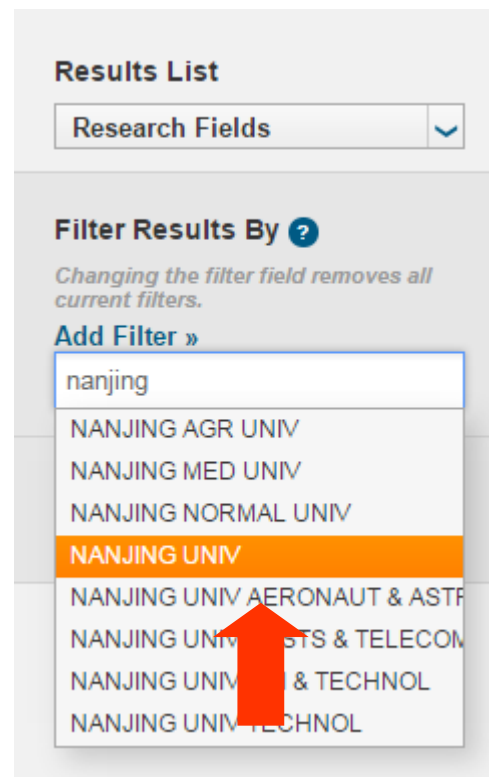 Results List
Research Fields
Filter Results By ?
Changing the filter field removes all
current filters.
Add Filter »
nanjing
NANJING AGR UNIV
NANJING MED UNIV
NANJING NORMAL UNIV
NANJING UNIV
NANJING UNIV AERONAUT & ASTR
NANJING UNIV STS & TELECOM
NANJING UNIV & TECHNOL
NANJING UNIV TECHNOL